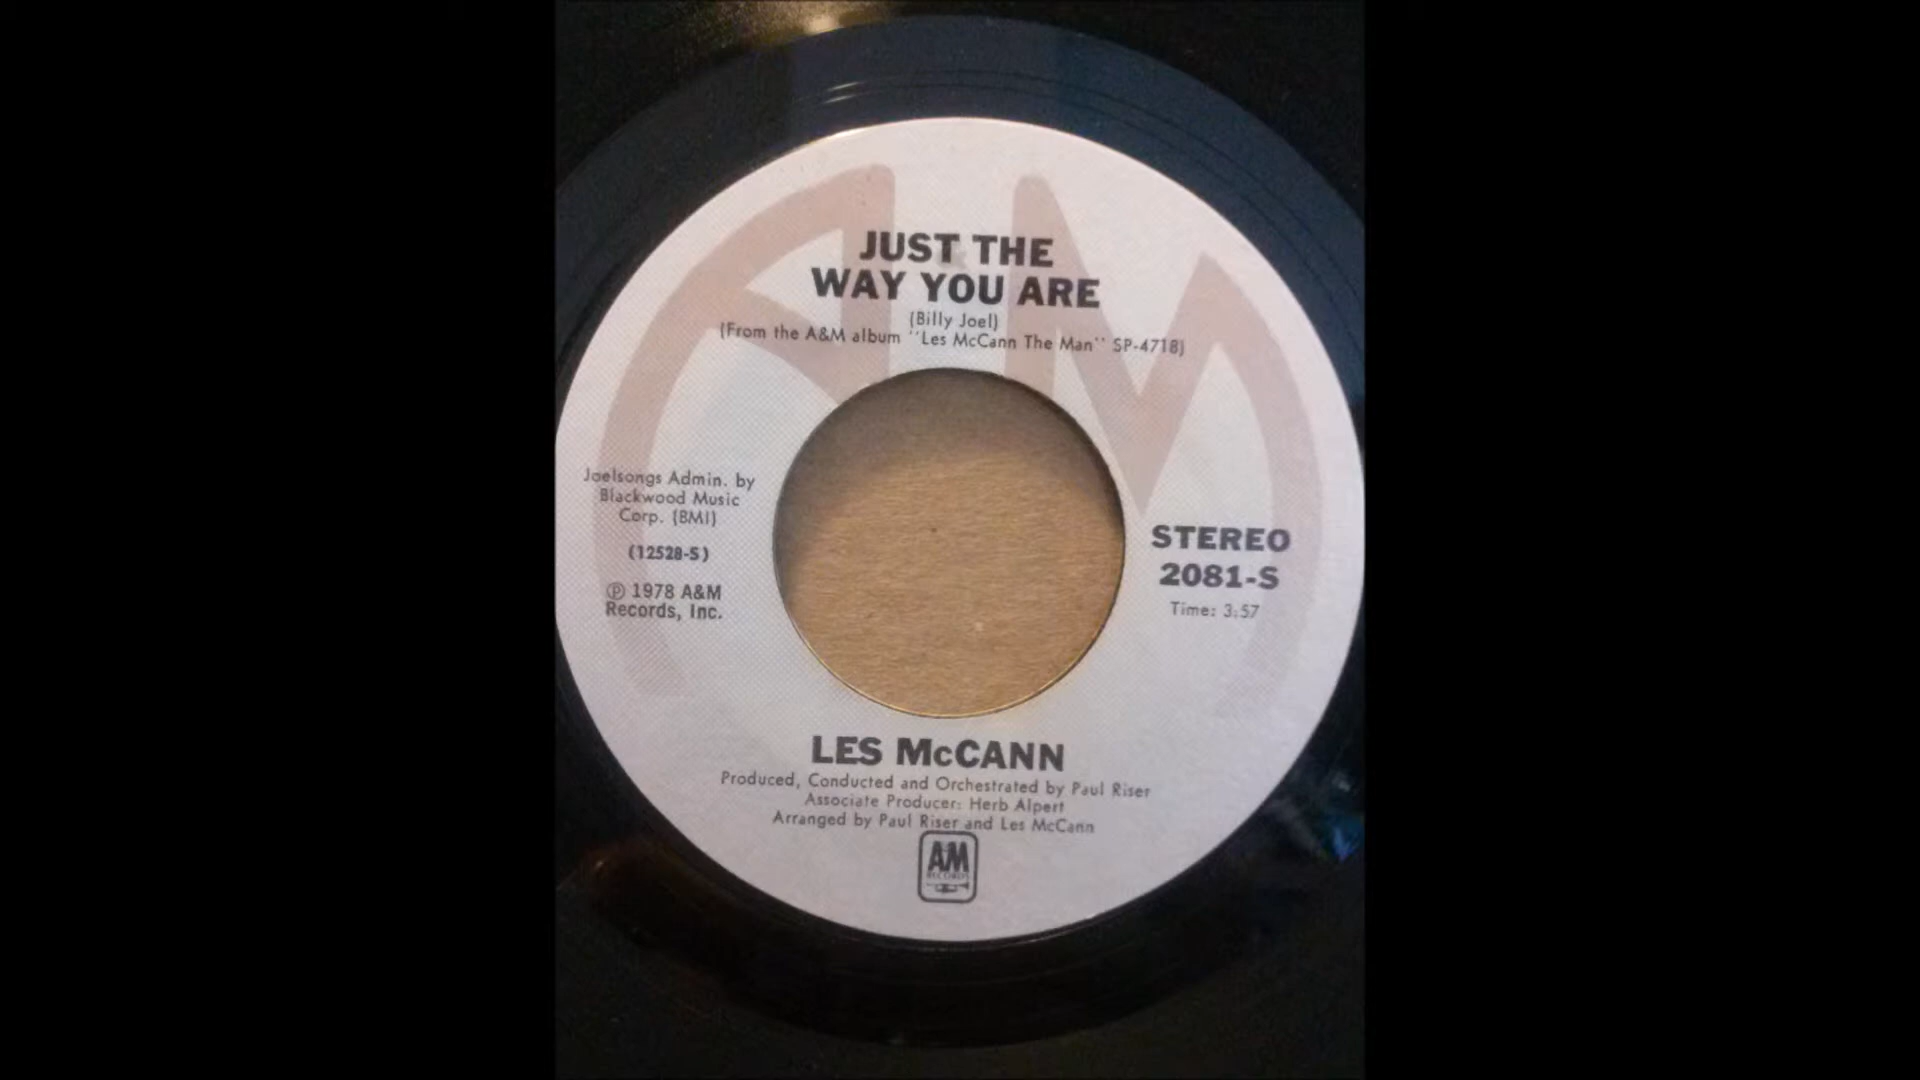 JUST THE
WAY YOU ARE
(Billy Joel)
(From the A&M album "Les McCann The Man" SP-4718)
Joelsongs Admin. by
Blackwood Music
Corp. (BMI)
(12528-S)
℗ 1978 A&M
Records, Inc.
STEREO
2081-S
Time: 3:57
LES McCANN
Produced, Conducted and Orchestrated by Paul Riser
Associate Producer: Herb Alpert
Arranged by Paul Riser and Les McCann
A&M
RECORDS